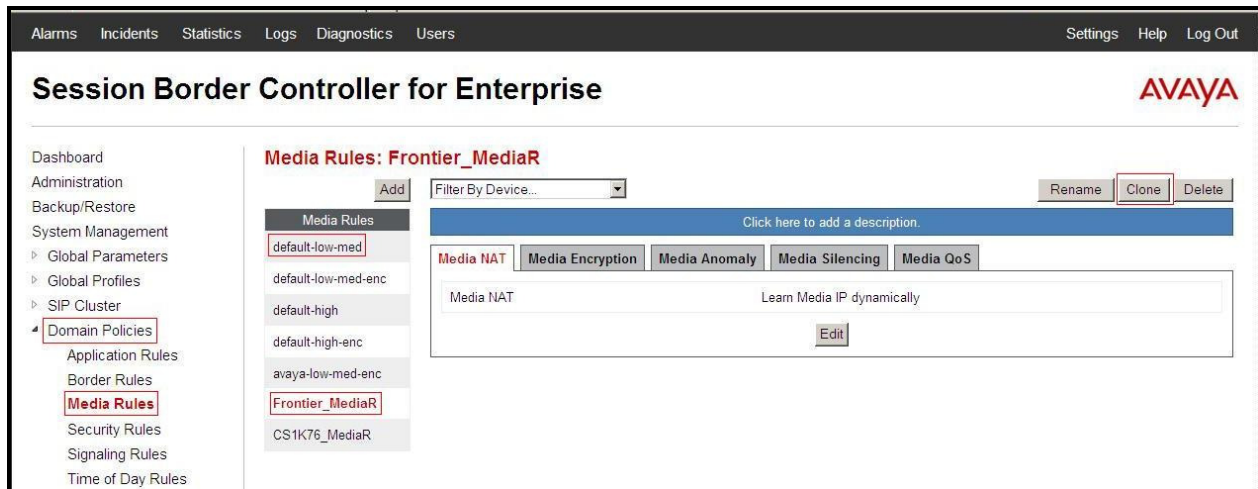 Alarms Incidents Statistics Logs Diagnostics Users Settings Help Log Out
Session Border Controller for Enterprise
AVAYA
Dashboard
Administration
Backup/Restore
System Management
Global Parameters
Global Profiles
SIP Cluster
Domain Policies
Application Rules
Border Rules
Media Rules
Security Rules
Signaling Rules
Time of Day Rules
Media Rules: Frontier_MediaR
Add
Filter By Device...
Rename Clone Delete
Media Rules
default-low-med
default-low-med-enc
default-high
default-high-enc
avaya-low-med-enc
Frontier_MediaR
CS1K76_MediaR
Click here to add a description.
Media NAT Media Encryption Media Anomaly Media Silencing Media QoS
Media NAT Learn Media IP dynamically
Edit